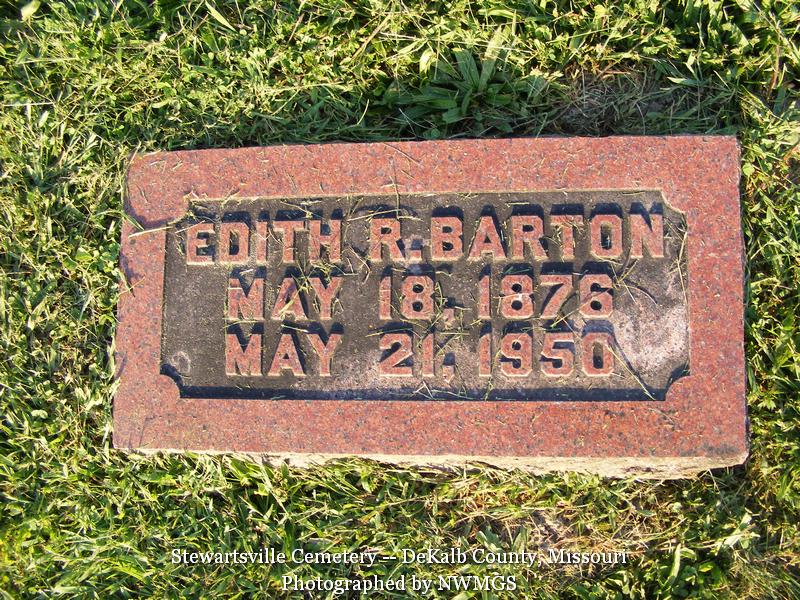 EDITH R. BARTON
MAY 18, 1876
MAY 21, 1950
Stewartsville Cemetery -- DeKalb County, Missouri
Photographed by NWMGS